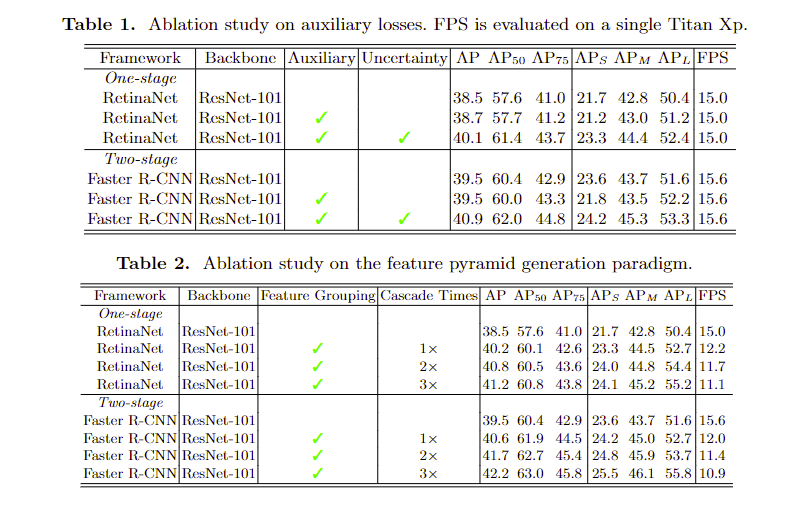 Table 1. Ablation study on auxiliary losses. FPS is evaluated on a single Titan Xp.
Framework Backbone Auxiliary Uncertainty AP AP50 AP75 APS APM APL FPS
One-stage
RetinaNet ResNet-101 38.5 57.6 41.0 21.7 42.8 50.4 15.0
RetinaNet ResNet-101 ✓ 38.7 57.7 41.2 21.2 43.0 51.2 15.0
RetinaNet ResNet-101 ✓ ✓ 40.1 61.4 43.7 23.3 44.4 52.4 15.0
Two-stage
Faster R-CNN ResNet-101 39.5 60.4 42.9 23.6 43.7 51.6 15.6
Faster R-CNN ResNet-101 ✓ 39.5 60.0 43.3 21.8 43.5 52.2 15.6
Faster R-CNN ResNet-101 ✓ ✓ 40.9 62.0 44.8 24.2 45.3 53.3 15.6
Table 2. Ablation study on the feature pyramid generation paradigm.
Framework Backbone Feature Grouping Cascade Times AP AP50 AP75 APS APM APL FPS
One-stage
RetinaNet ResNet-101 38.5 57.6 41.0 21.7 42.8 50.4 15.0
RetinaNet ResNet-101 ✓ 1× 40.2 60.1 42.6 23.3 44.5 52.7 12.2
RetinaNet ResNet-101 ✓ 2× 40.8 60.5 43.6 24.0 44.8 54.4 11.7
RetinaNet ResNet-101 ✓ 3× 41.2 60.8 43.8 24.1 45.2 55.2 11.1
Two-stage
Faster R-CNN ResNet-101 39.5 60.4 42.9 23.6 43.7 51.6 15.6
Faster R-CNN ResNet-101 ✓ 1× 40.6 61.9 44.5 24.2 45.0 52.7 12.0
Faster R-CNN ResNet-101 ✓ 2× 41.7 62.7 45.4 24.8 45.9 53.7 11.4
Faster R-CNN ResNet-101 ✓ 3× 42.2 63.0 45.8 25.5 46.1 55.8 10.9